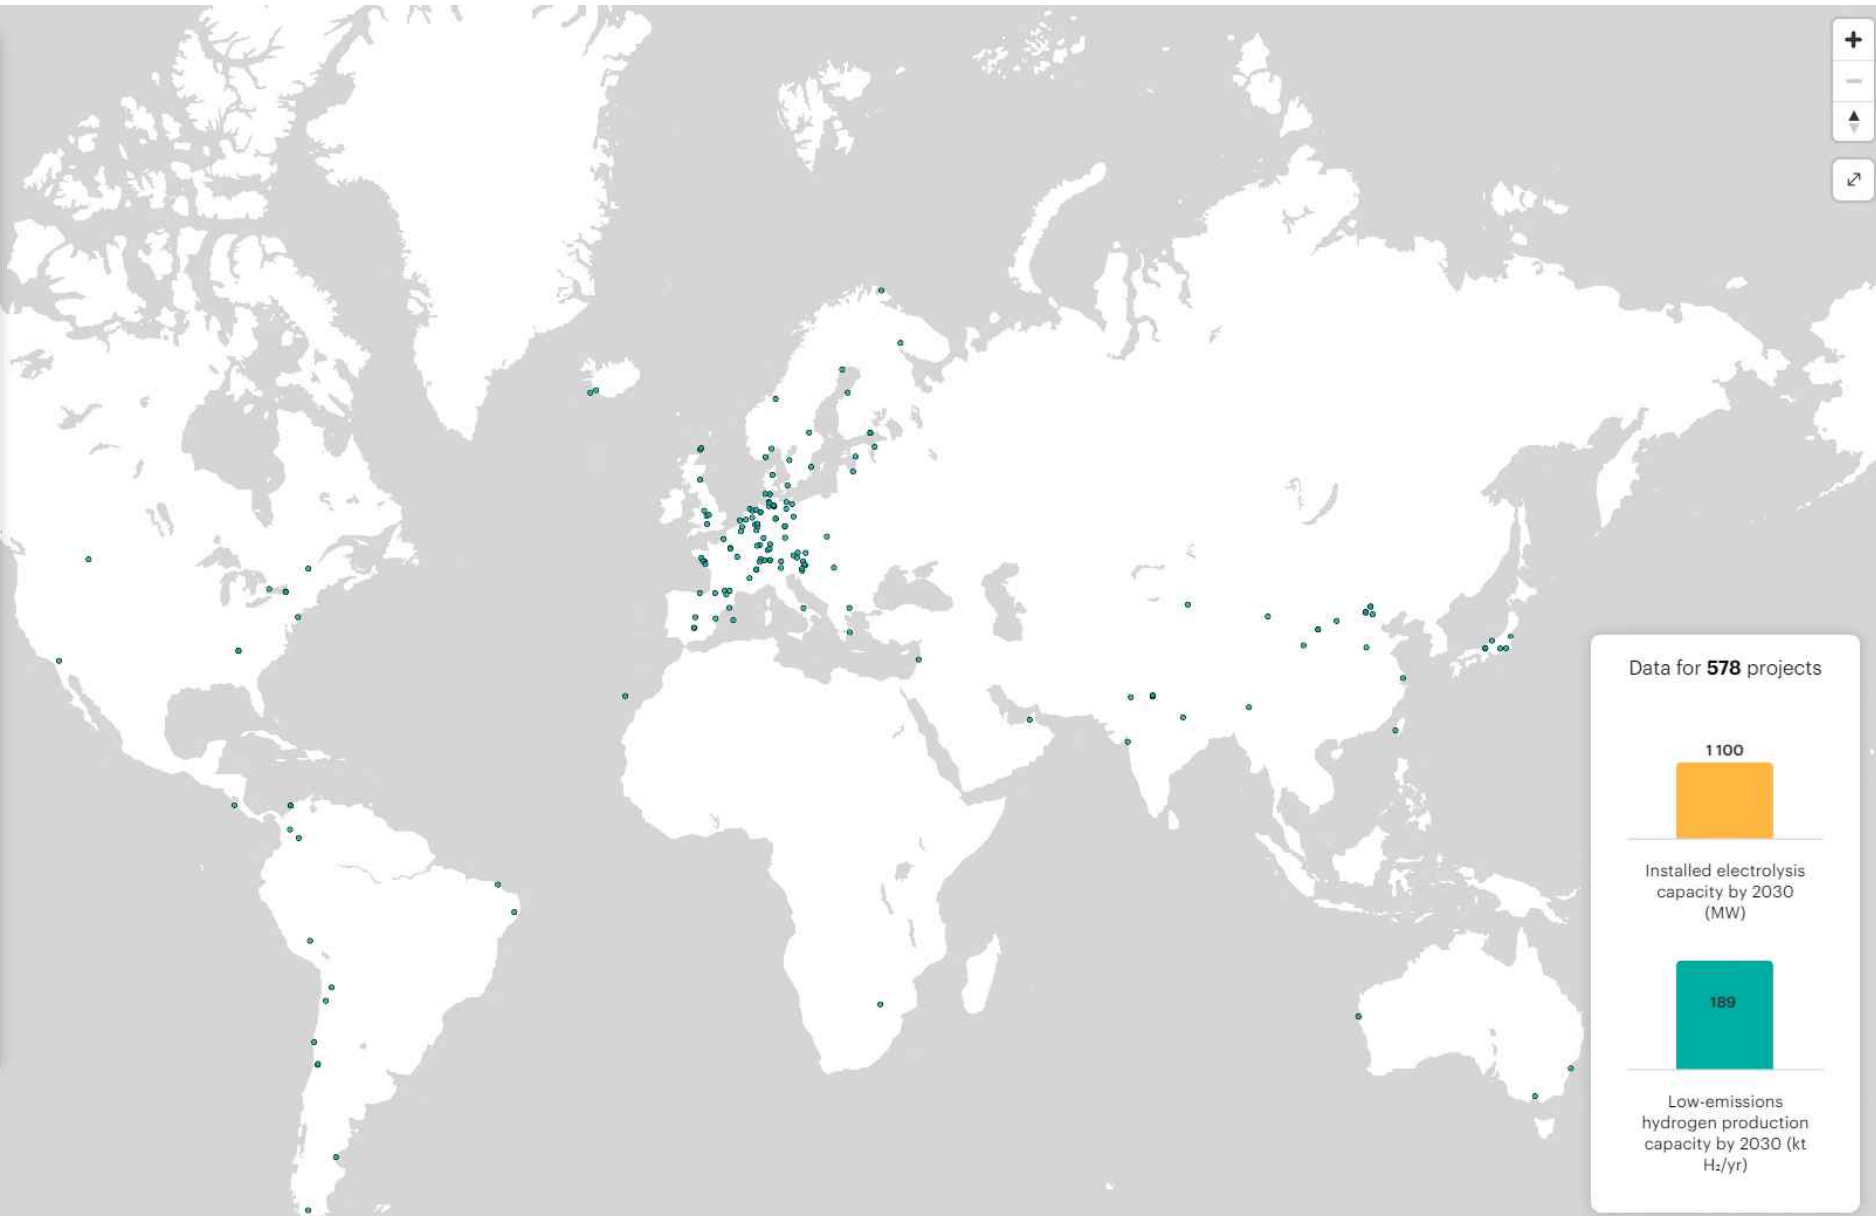 Data for 578 projects
1 100
Installed electrolysis
capacity by 2030
(MW)
189
Low-emissions
hydrogen production
capacity by 2030 (kt
H₂/yr)